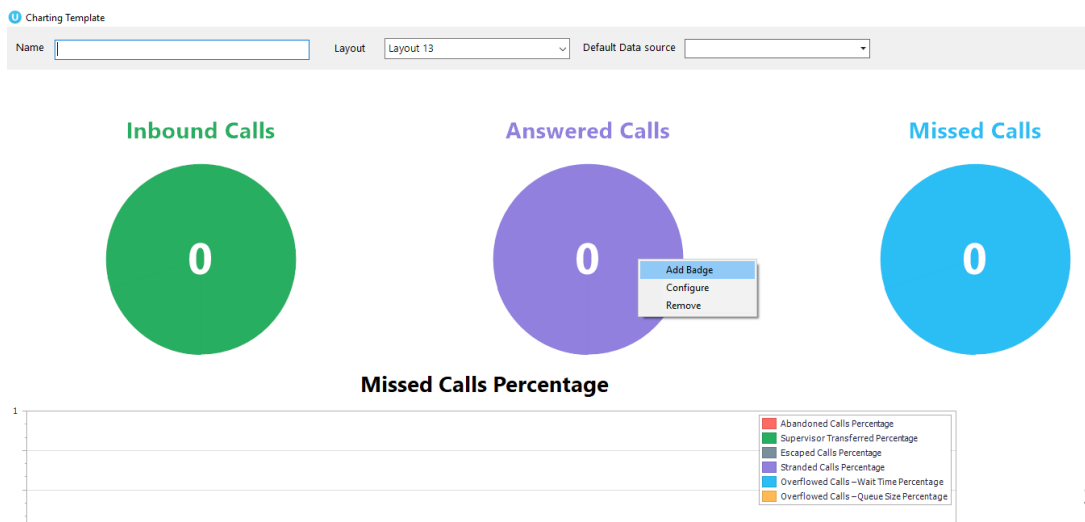 U Charting Template
Name Layout Layout 13 Default Data source
Inbound Calls Answered Calls Missed Calls
0 0 0
Add Badge
Configure
Remove
Missed Calls Percentage
1
Abandoned Calls Percentage
Supervisor Transferred Percentage
Escaped Calls Percentage
Stranded Calls Percentage
Overflowed Calls – Wait Time Percentage
Overflowed Calls – Queue Size Percentage